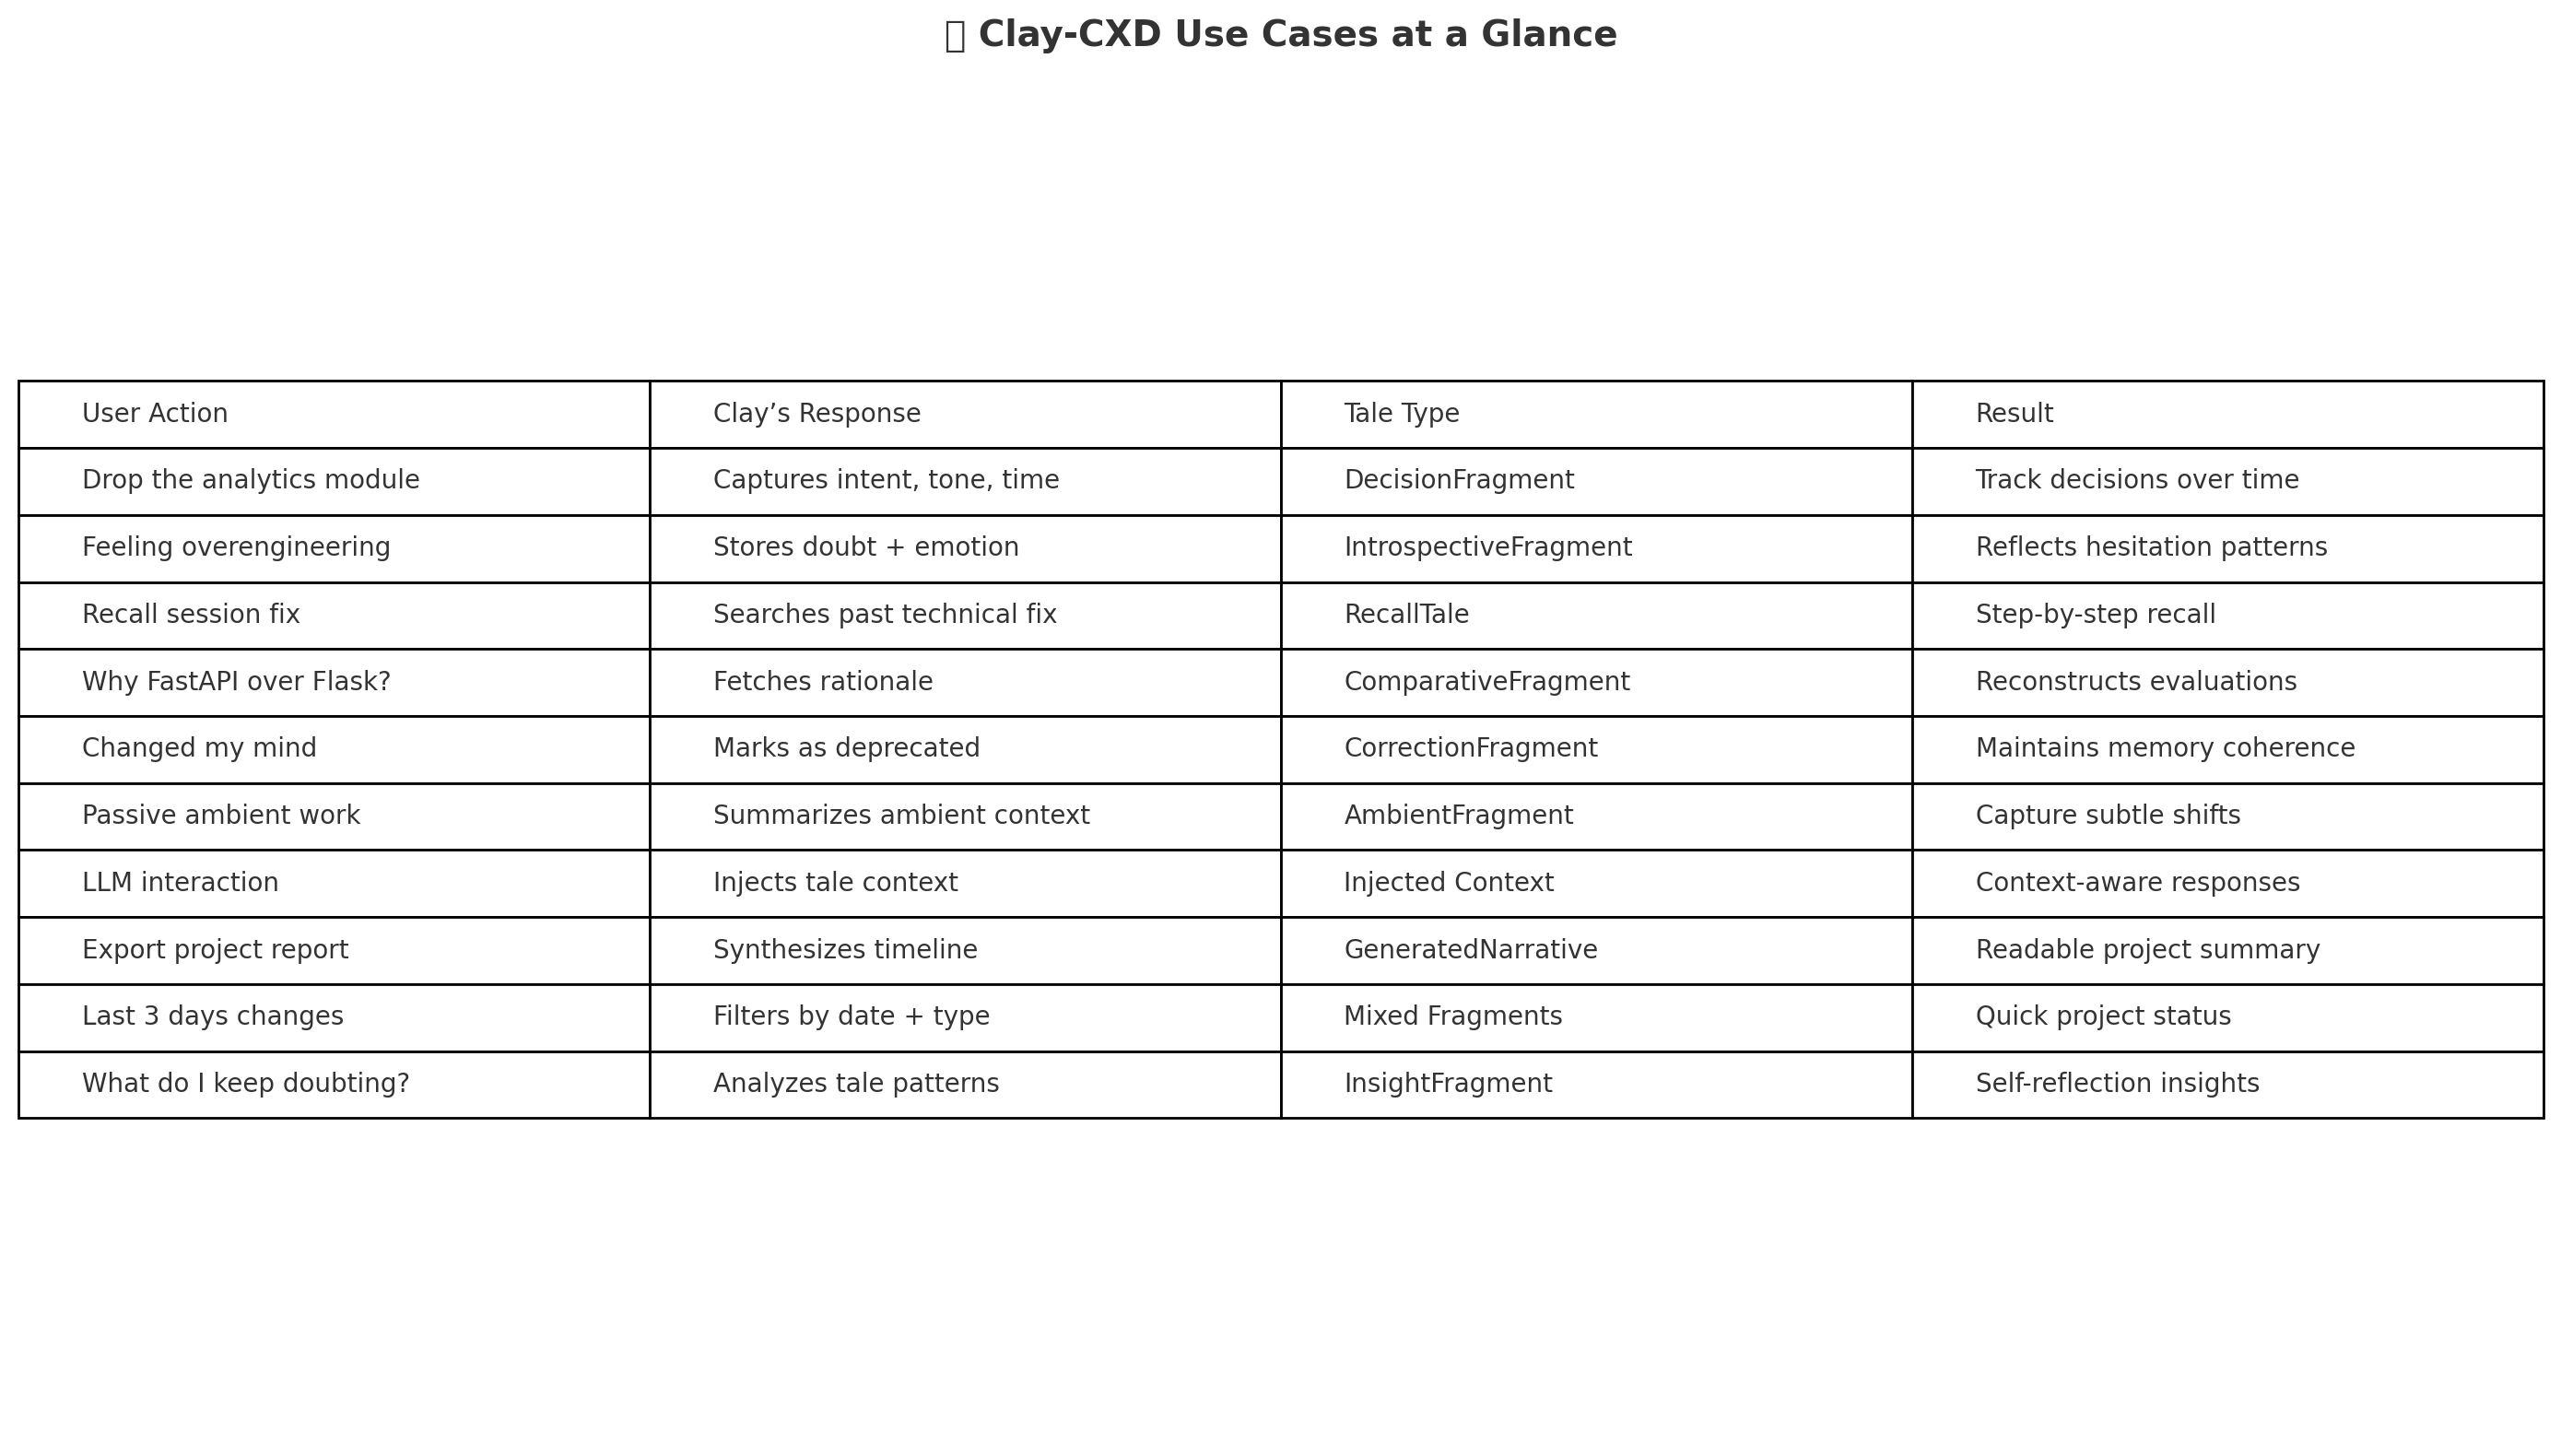 Clay-CXD Use Cases at a Glance
User Action Clay’s Response Tale Type Result
Drop the analytics module Captures intent, tone, time DecisionFragment Track decisions over time
Feeling overengineering Stores doubt + emotion IntrospectiveFragment Reflects hesitation patterns
Recall session fix Searches past technical fix RecallTale Step-by-step recall
Why FastAPI over Flask? Fetches rationale ComparativeFragment Reconstructs evaluations
Changed my mind Marks as deprecated CorrectionFragment Maintains memory coherence
Passive ambient work Summarizes ambient context AmbientFragment Capture subtle shifts
LLM interaction Injects tale context Injected Context Context-aware responses
Export project report Synthesizes timeline GeneratedNarrative Readable project summary
Last 3 days changes Filters by date + type Mixed Fragments Quick project status
What do I keep doubting? Analyzes tale patterns InsightFragment Self-reflection insights